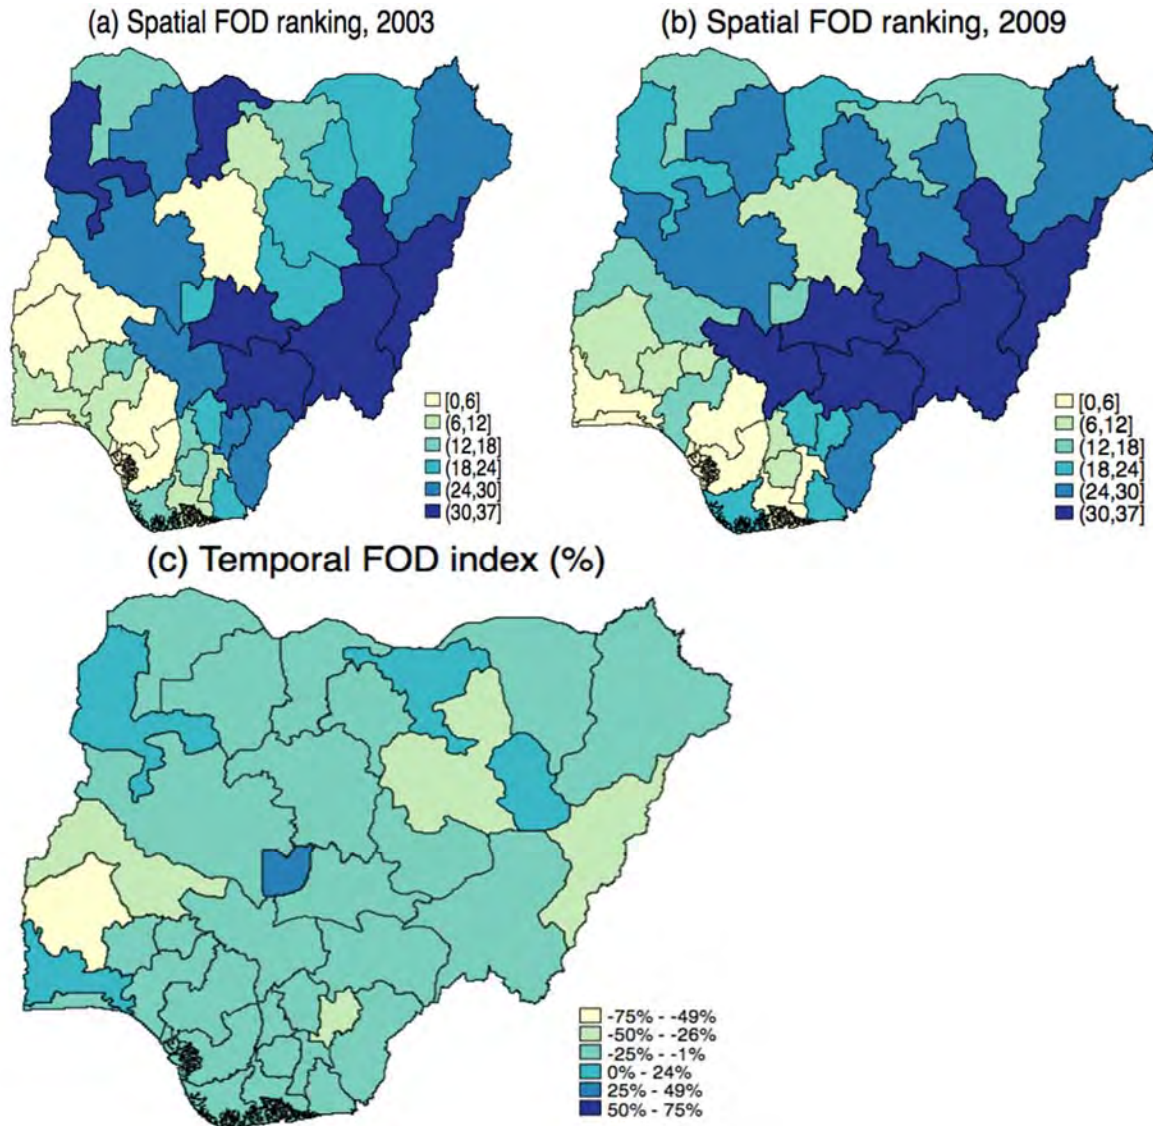 (a) Spatial FOD ranking, 2003
(b) Spatial FOD ranking, 2009
[0,6]
(6,12]
(12,18]
(18,24]
(24,30]
(30,37]
[0,6]
(6,12]
(12,18]
(18,24]
(24,30]
(30,37]
(c) Temporal FOD index (%)
-75% - -49%
-50% - -26%
-25% - -1%
0% - 24%
25% - 49%
50% - 75%